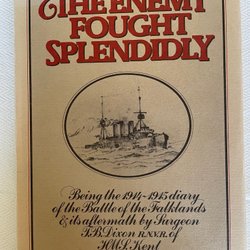 & THE ENEMY
FOUGHT
SPLENDIDLY
Being the 1914-1915 diary
of the Battle of the Falklands
& its aftermath by Surgeon
T.B. Dixon R.N.V.R. of
H.M.S. Kent